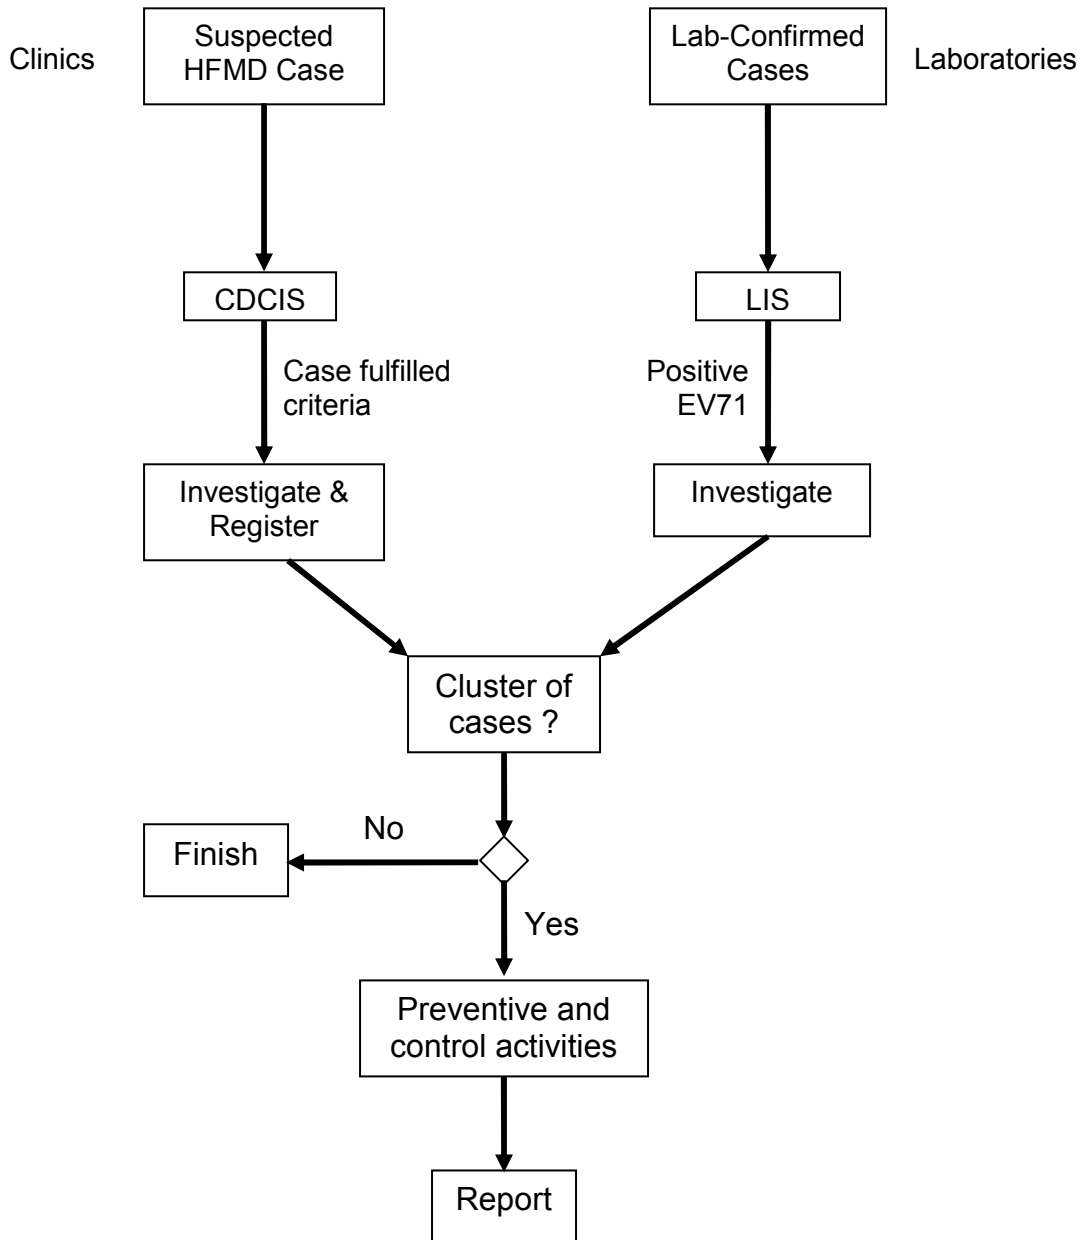 Clinics
Suspected
HFMD Case
Lab-Confirmed
Cases
Laboratories
CDCIS
LIS
Case fulfilled
criteria
Positive
EV71
Investigate &
Register
Investigate
Cluster of
cases ?
No
Finish
Yes
Preventive and
control activities
Report